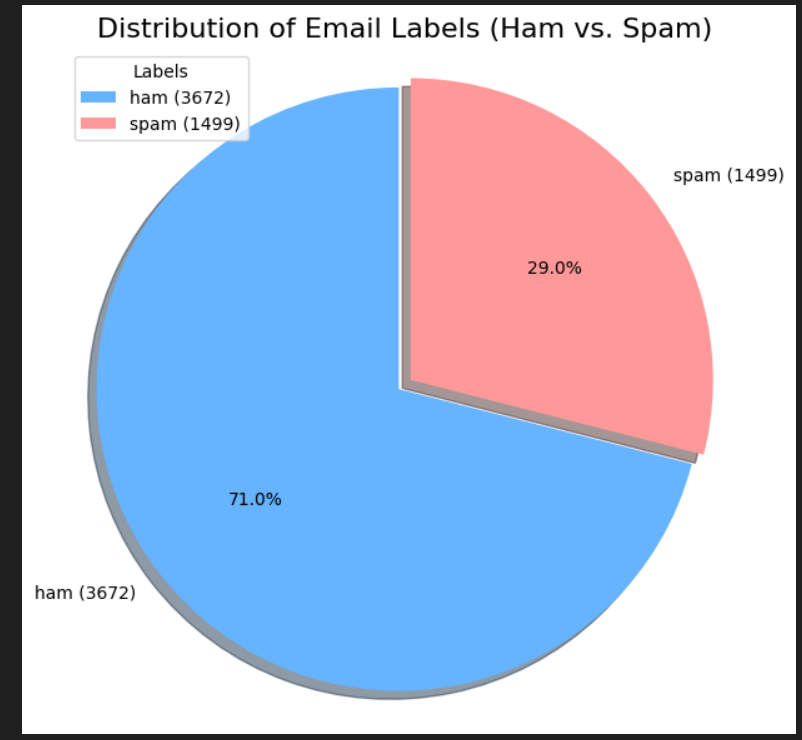 Distribution of Email Labels (Ham vs. Spam)
Labels
ham (3672)
spam (1499)
spam (1499)
29.0%
71.0%
ham (3672)